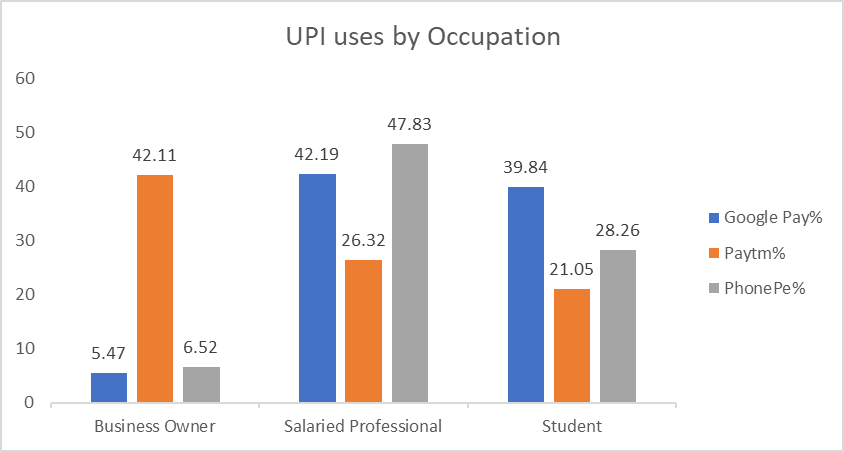 UPI uses by Occupation
60
50
40
30
20
10
0
5.47
42.11
6.52
42.19
26.32
47.83
39.84
21.05
28.26
Business Owner
Salaried Professional
Student
Google Pay%
Paytm%
PhonePe%